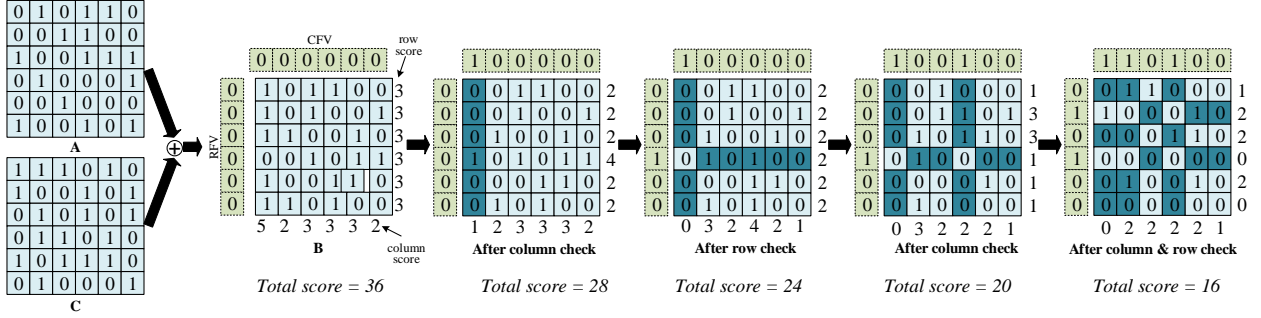 0 1 0 1 1 0
0 0 1 1 0 0
1 0 0 1 1 1
0 1 0 0 0 1
0 0 1 0 0 0
1 0 0 1 0 1
A
1 1 1 0 1 0
1 0 0 1 0 1
0 1 0 1 0 1
0 1 1 0 1 0
1 0 1 1 1 0
0 1 0 0 0 1
C
⊕
CFV
row
score
0 0 0 0 0 0
RFV
0 1 0 1 1 0 0 3
0 1 0 1 0 0 1 3
0 1 1 0 0 1 0 3
0 0 0 1 0 1 1 3
0 1 0 0 1 1 0 3
0 1 1 0 1 0 0 3
5 2 3 3 3 2
B
column
score
Total score = 36
1 0 0 0 0 0
0 0 0 1 1 0 0 2
0 0 0 1 0 0 1 2
0 0 1 0 0 1 0 2
0 1 0 1 0 1 1 4
0 0 0 0 1 1 0 2
0 0 1 0 1 0 0 2
1 2 3 3 3 2
After column check
Total score = 28
1 0 0 0 0 0
0 0 0 1 1 0 0 2
0 0 0 1 0 0 1 2
0 0 1 0 0 1 0 2
1 0 1 0 1 0 0 2
0 0 0 0 1 1 0 2
0 0 1 0 1 0 0 2
0 3 2 4 2 1
After row check
Total score = 24
1 0 0 1 0 0
0 0 0 1 0 0 0 1
0 0 0 1 1 0 1 3
0 0 1 0 1 1 0 3
1 0 1 0 0 0 0 1
0 0 0 0 0 1 0 1
0 0 1 0 0 0 0 1
0 3 2 2 2 1
After column check
Total score = 20
1 1 0 1 0 0
0 0 1 1 0 0 0 1
1 1 0 0 0 1 0 2
0 0 0 0 1 1 0 2
1 0 0 0 0 0 0 0
0 0 1 0 0 1 0 2
0 0 0 0 0 0 0 0
0 2 2 2 2 1
After column & row check
Total score = 16